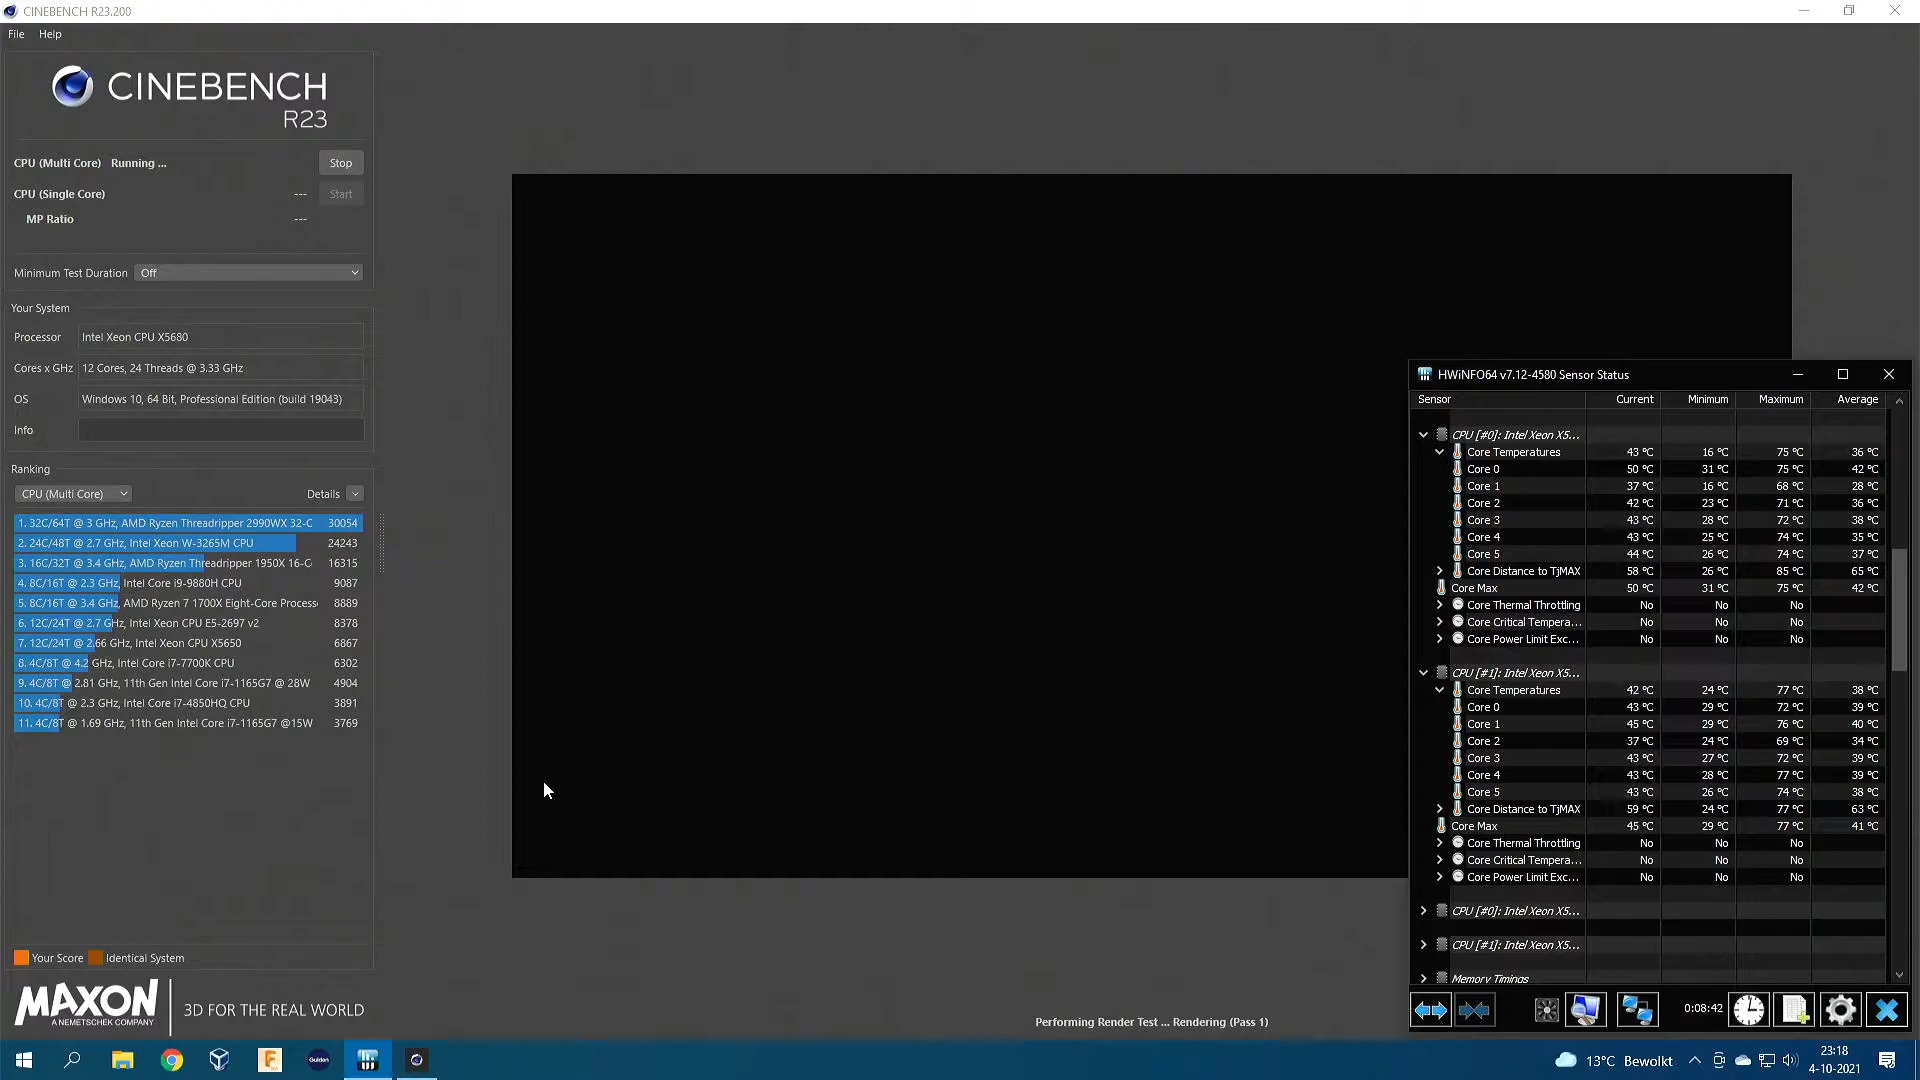 CINEBENCH R23.200
File Help
CINEBENCH
R23
CPU (Multi Core) Running ... Stop
CPU (Single Core) --- Start
MP Ratio ---
Minimum Test Duration Off
Your System
Processor Intel Xeon CPU X5680
Cores x GHz 12 Cores, 24 Threads @ 3.33 GHz
OS Windows 10, 64 Bit, Professional Edition (build 19043)
Info
Ranking
CPU (Multi Core) Details
1. 32C/64T @ 3 GHz, AMD Ryzen Threadripper 2990WX 32-C 30054
2. 24C/48T @ 2.7 GHz, Intel Xeon W-3265M CPU 24243
3. 16C/32T @ 3.4 GHz, AMD Ryzen Threadripper 1950X 16-C 16315
4. 8C/16T @ 2.3 GHz, Intel Core i9-9880H CPU 9087
5. 8C/16T @ 3.4 GHz, AMD Ryzen 7 1700X Eight-Core Process 8889
6. 12C/24T @ 2.7 GHz, Intel Xeon CPU E5-2697 v2 8378
7. 12C/24T @ 2.66 GHz, Intel Xeon CPU X5650 6867
8. 4C/8T @ 4.2 GHz, Intel Core i7-7700K CPU 6302
9. 4C/8T @ 2.81 GHz, 11th Gen Intel Core i7-1165G7 @ 28W 4904
10. 4C/8T @ 2.3 GHz, Intel Core i7-4850HQ CPU 3891
11. 4C/8T @ 1.69 GHz, 11th Gen Intel Core i7-1165G7 @15W 3769
Your Score Identical System
MAXON
A NEMETSCHEK COMPANY
3D FOR THE REAL WORLD
Performing Render Test ... Rendering (Pass 1)
HWiNFO64 v7.12-4580 Sensor Status
Sensor Current Minimum Maximum Average
CPU [#0]: Intel Xeon X5...
Core Temperatures 43 °C 16 °C 75 °C 36 °C
Core 0 50 °C 31 °C 75 °C 42 °C
Core 1 37 °C 16 °C 68 °C 28 °C
Core 2 42 °C 23 °C 71 °C 36 °C
Core 3 43 °C 28 °C 72 °C 38 °C
Core 4 43 °C 25 °C 74 °C 35 °C
Core 5 44 °C 26 °C 74 °C 37 °C
Core Distance to TjMAX 58 °C 26 °C 85 °C 65 °C
Core Max 50 °C 31 °C 75 °C 42 °C
Core Thermal Throttling No No No
Core Critical Tempera... No No No
Core Power Limit Exc... No No No
CPU [#1]: Intel Xeon X5...
Core Temperatures 42 °C 24 °C 77 °C 38 °C
Core 0 43 °C 29 °C 72 °C 39 °C
Core 1 45 °C 29 °C 76 °C 40 °C
Core 2 37 °C 24 °C 69 °C 34 °C
Core 3 43 °C 27 °C 72 °C 39 °C
Core 4 43 °C 28 °C 77 °C 39 °C
Core 5 43 °C 26 °C 74 °C 38 °C
Core Distance to TjMAX 59 °C 24 °C 77 °C 63 °C
Core Max 45 °C 29 °C 77 °C 41 °C
Core Thermal Throttling No No No
Core Critical Tempera... No No No
Core Power Limit Exc... No No No
CPU [#0]: Intel Xeon X5...
CPU [#1]: Intel Xeon X5...
Memory Timings
0:08:42
Gulden
13°C Bewolkt
23:18
4-10-2021